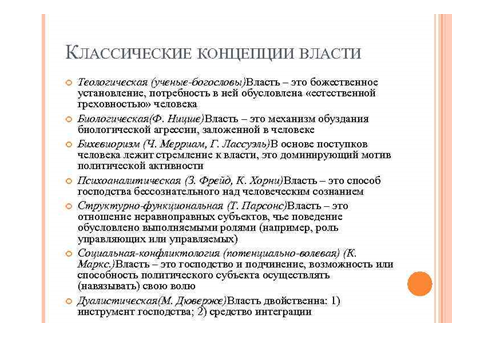 Классические концепции власти
Теологическая (ученые-богословы)Власть – это божественное
установление, потребность в ней обусловлена «естественной
греховностью» человека
Биологическая(Ф. Ницше)Власть – это механизм обуздания
биологической агрессии, заложенной в человеке
Бихевиоризм (Ч. Мерриам, Г. Лассуэль)В основе поступков
человека лежит стремление к власти, это доминирующий мотив
политической активности
Психоаналитическая (З. Фрейд, К. Хорни)Власть – это способ
господства бессознательного над человеческим сознанием
Структурно-функциональная (Т. Парсонс)Власть – это
отношение неравноправных субъектов, чье поведение
обусловлено выполняемыми ролями (например, роль
управляющих или управляемых)
Социальная-конфликтология (потенциально-волевая) (К.
Маркс.)Власть – это господство и подчинение, возможность или
способность политического субъекта осуществлять
(навязывать) свою волю
Дуалистическая(М. Дюверже)Власть двойственна: 1)
инструмент господства; 2) средство интеграции